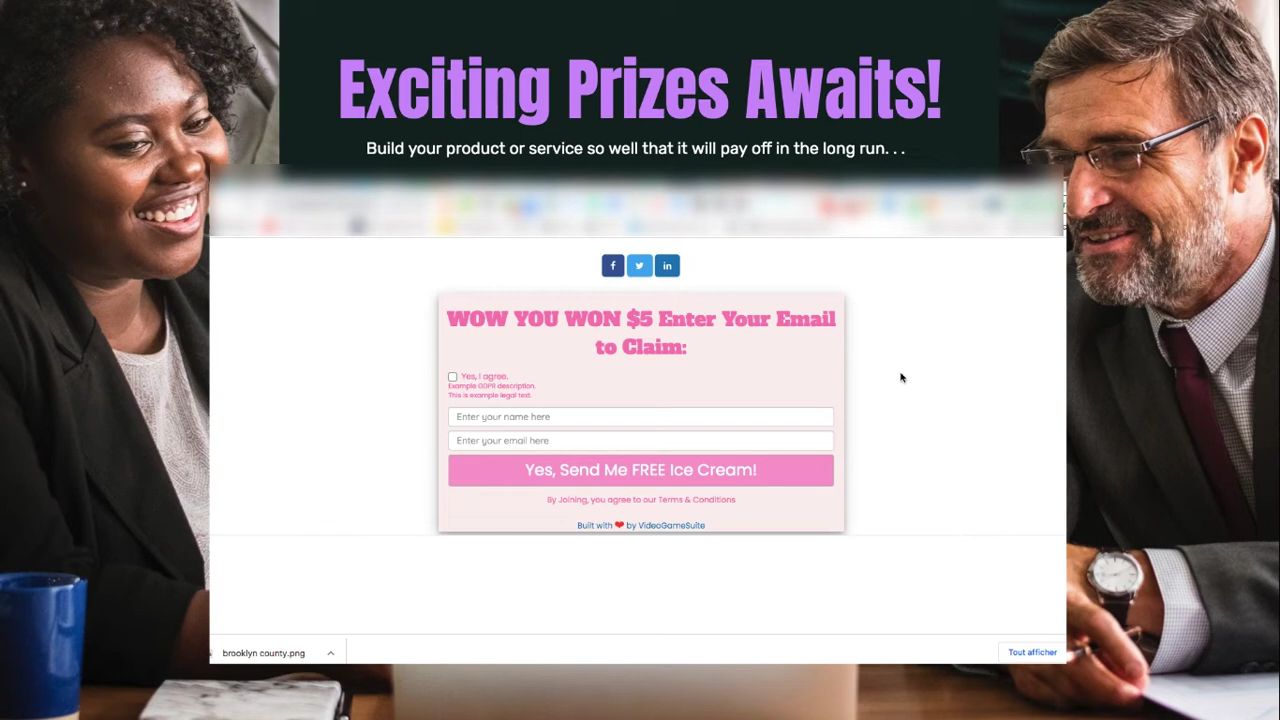 Exciting Prizes Awaits!
Build your product or service so well that it will pay off in the long run. . .
WOW YOU WON $5 Enter Your Email
to Claim:
Yes, I agree.
Example GDPR description.
This is example legal text.
Enter your name here
Enter your email here
Yes, Send Me FREE Ice Cream!
By Joining, you agree to our Terms & Conditions
Built with ❤ by VideoGameSuite
brooklyn county.png
Tout afficher